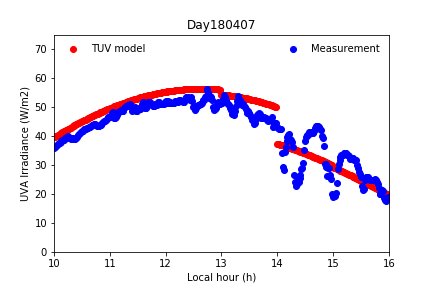 Day180407
TUV model
Measurement
UVA Irradiance (W/m2)
70
60
50
40
30
20
10
0
10 11 12 13 14 15 16
Local hour (h)